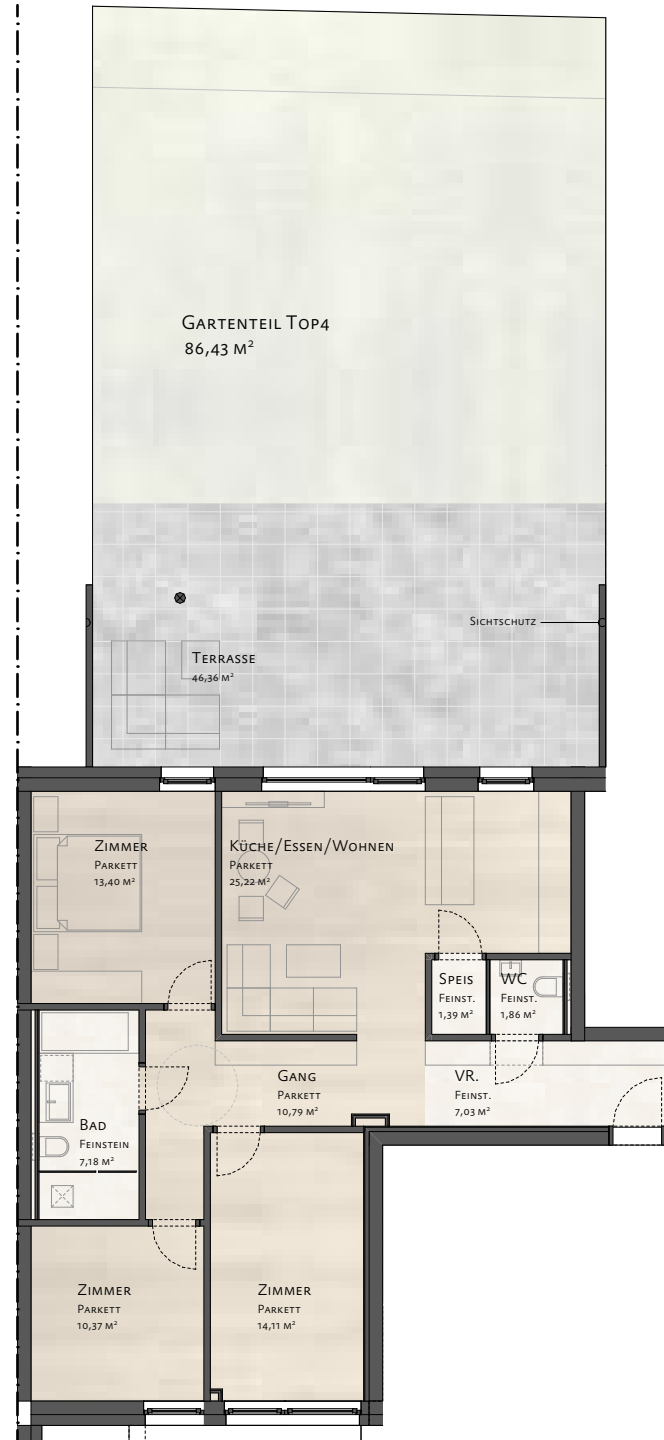 Gartenteil Top4
86,43 m²
Sichtschutz
Terrasse
46,36 m²
Zimmer
Parkett
13,40 m²
Küche/Essen/Wohnen
Parkett
25,22 m²
Speis
Feinst.
1,39 m²
WC
Feinst.
1,86 m²
Gang
Parkett
10,79 m²
VR.
Feinst.
7,03 m²
Bad
Feinstein
7,18 m²
Zimmer
Parkett
10,37 m²
Zimmer
Parkett
14,11 m²